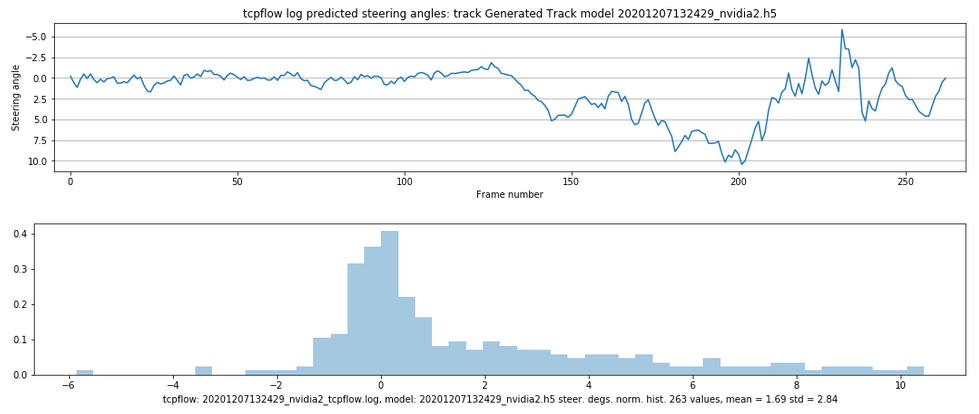 tcpflow log predicted steering angles: track Generated Track model 20201207132429_nvidia2.h5
Steering angle
−5.0
−2.5
0.0
2.5
5.0
7.5
10.0
0 50 100 150 200 250
Frame number
0.4
0.3
0.2
0.1
0.0
−6 −4 −2 0 2 4 6 8 10
tcpflow: 20201207132429_nvidia2_tcpflow.log, model: 20201207132429_nvidia2.h5 steer. degs. norm. hist. 263 values, mean = 1.69 std = 2.84